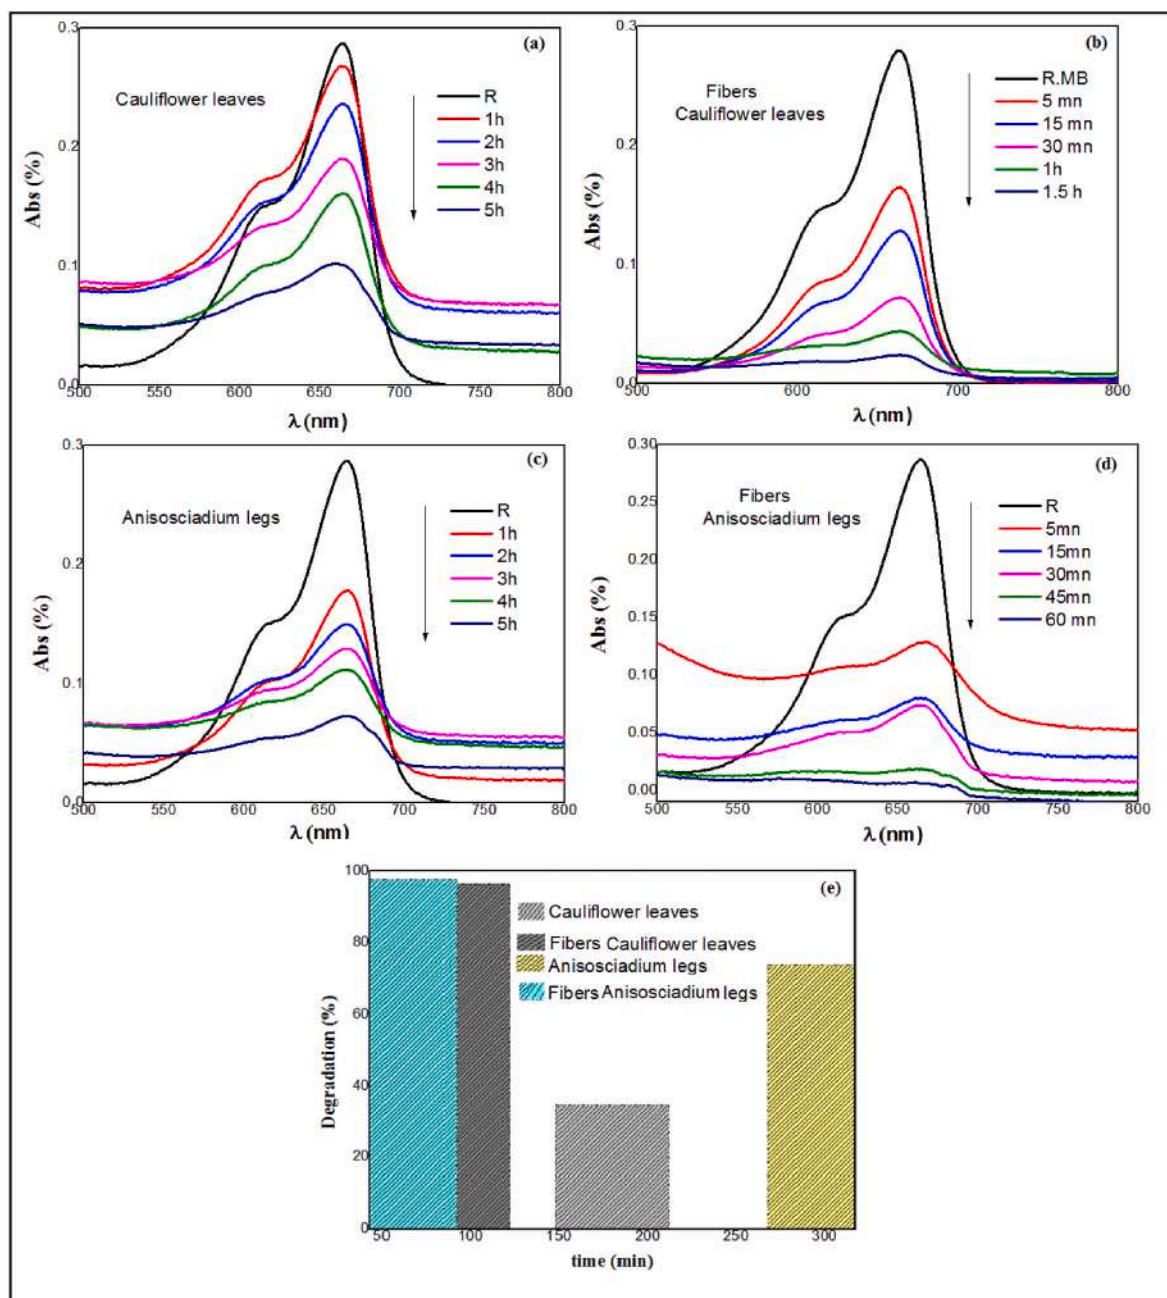 (a)
Cauliflower leaves
R
1h
2h
3h
4h
5h
0.3
0.2
0.1
0.0
Abs (%)
500 600 700 800
λ (nm)
(b)
Fibers
Cauliflower leaves
R.MB
5 mn
15 mn
30 mn
1h
1.5 h
0.3
0.2
0.1
0.0
Abs (%)
500 600 700 800
λ (nm)
(c)
Anisosciadium legs
R
1h
2h
3h
4h
5h
0.3
0.2
0.1
0.0
Abs (%)
500 600 700 800
λ (nm)
(d)
Fibers
Anisosciadium legs
R
5mn
15mn
30mn
45mn
60 mn
0.30
0.25
0.20
0.15
0.10
0.05
0.00
Abs (%)
500 550 600 650 700 750 800
λ (nm)
(e)
Cauliflower leaves
Fibers Cauliflower leaves
Anisosciadium legs
Fibers Anisosciadium legs
100
80
60
40
20
0
Degradation (%)
50 100 150 200 250 300
time (min)